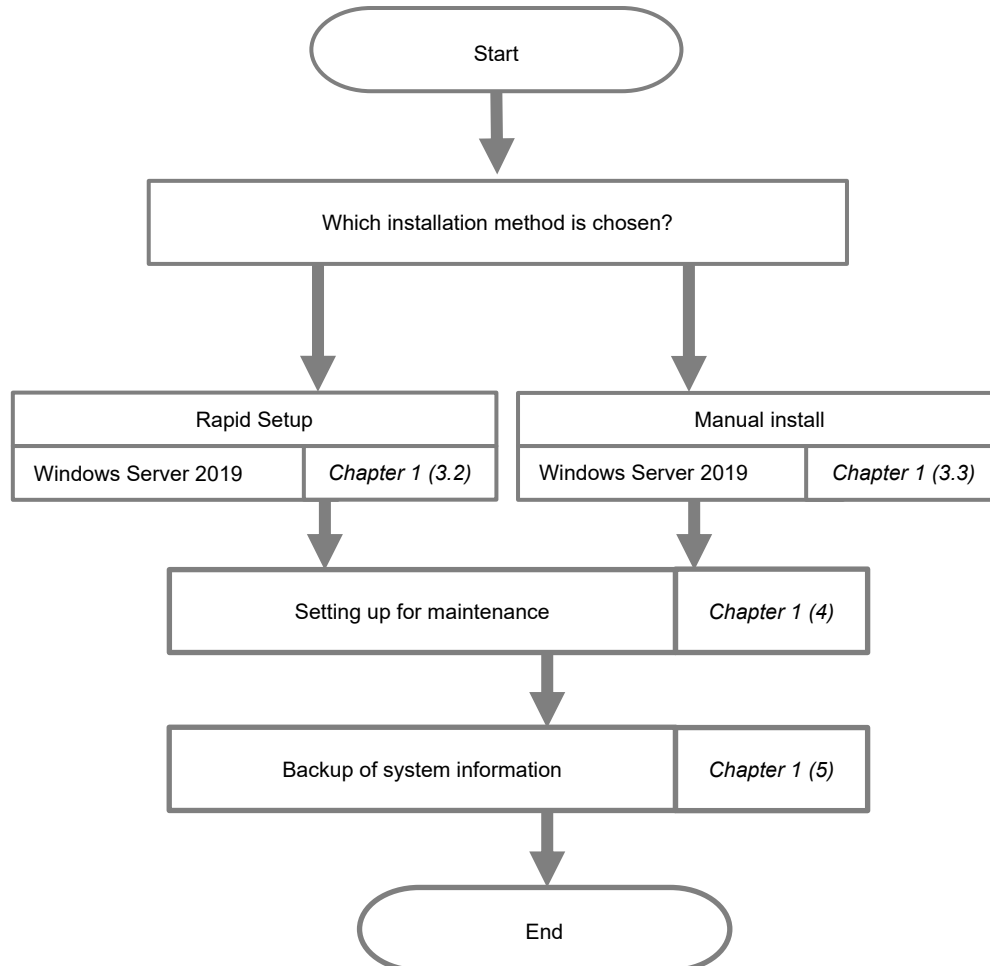 Start
Which installation method is chosen?
Rapid Setup
Windows Server 2019
Chapter 1 (3.2)
Manual install
Windows Server 2019
Chapter 1 (3.3)
Setting up for maintenance
Chapter 1 (4)
Backup of system information
Chapter 1 (5)
End